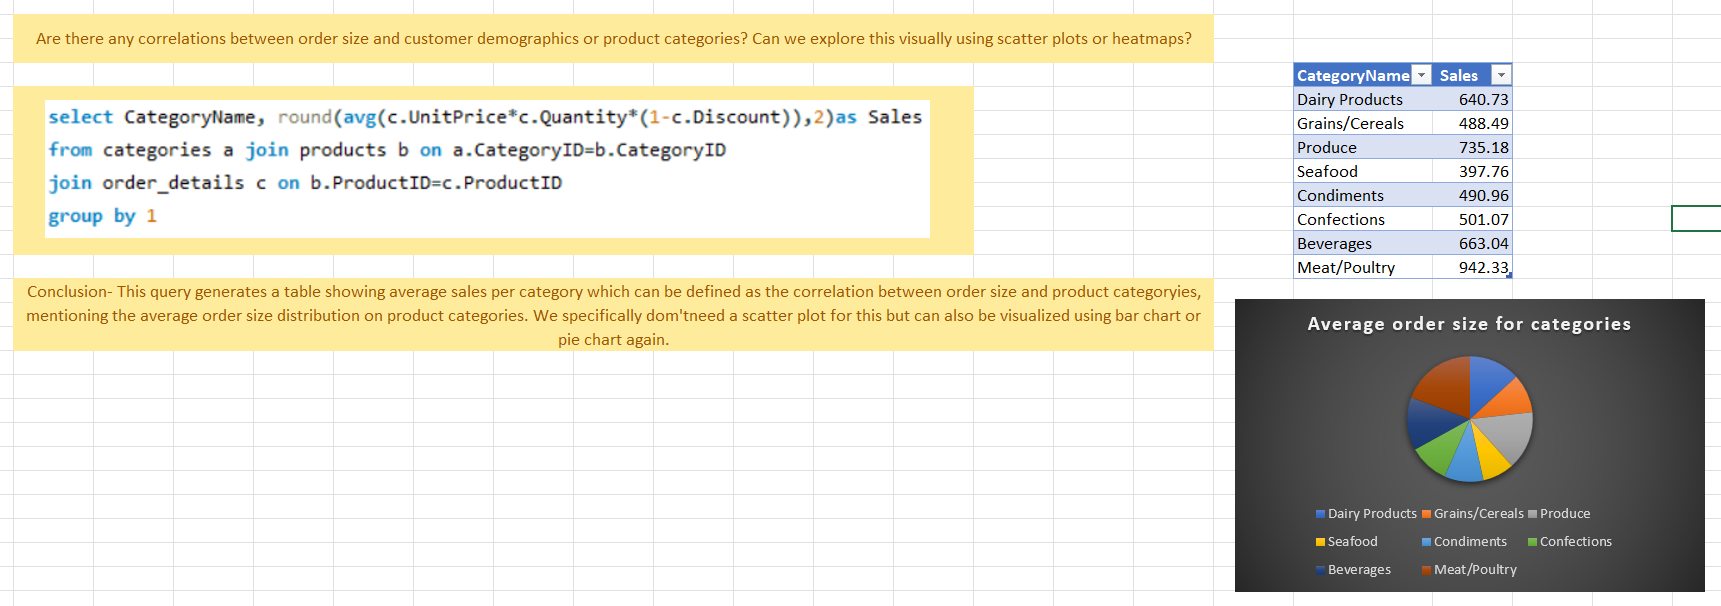 Are there any correlations between order size and customer demographics or product categories? Can we explore this visually using scatter plots or heatmaps?
select CategoryName, round(avg(c.UnitPrice*c.Quantity*(1-c.Discount)),2)as Sales
from categories a join products b on a.CategoryID=b.CategoryID
join order_details c on b.ProductID=c.ProductID
group by 1
Conclusion- This query generates a table showing average sales per category which can be defined as the correlation between order size and product categoryies,
mentioning the average order size distribution on product categories. We specifically dom'tneed a scatter plot for this but can also be visualized using bar chart or
pie chart again.
CategoryName Sales
Dairy Products 640.73
Grains/Cereals 488.49
Produce 735.18
Seafood 397.76
Condiments 490.96
Confections 501.07
Beverages 663.04
Meat/Poultry 942.33
Average order size for categories
Dairy Products Grains/Cereals Produce
Seafood Condiments Confections
Beverages Meat/Poultry